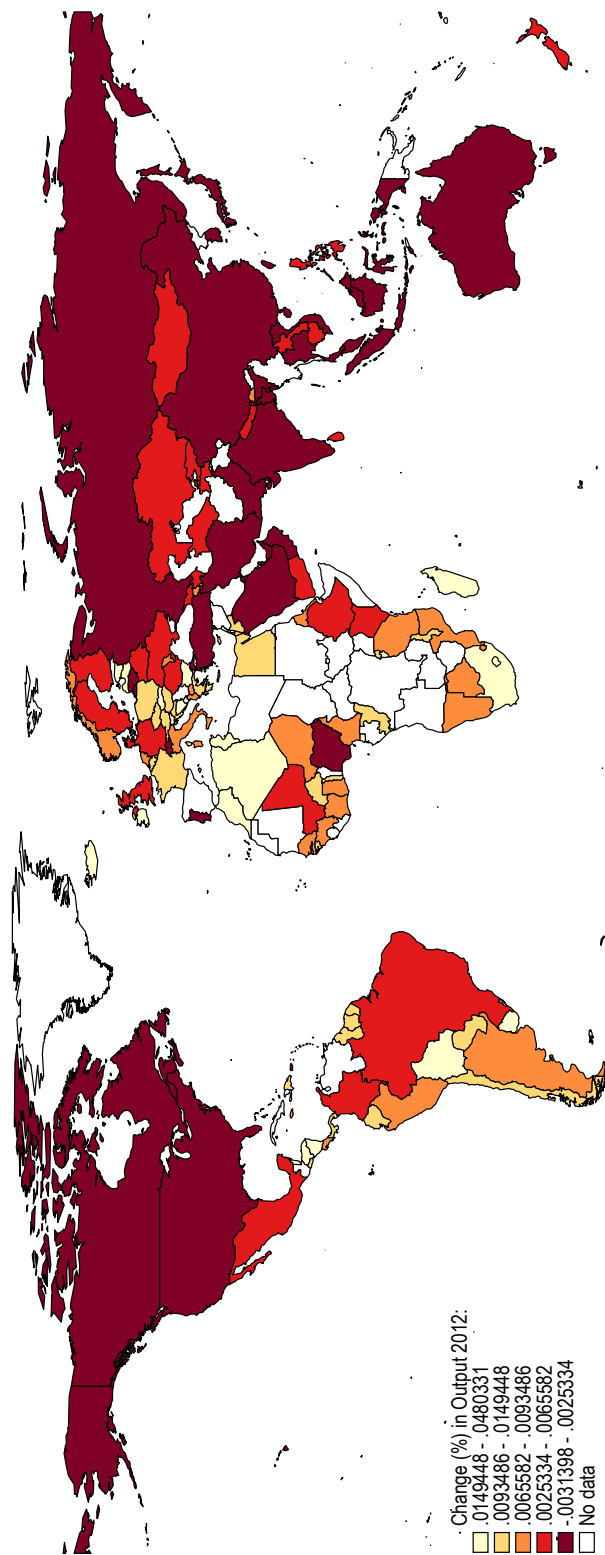 Change (%) in Output 2012:
.0149448 - .0480331
.0093486 - .0149448
.0065582 - .0093486
.0025334 - .0065582
-.0031398 - .0025334
No data